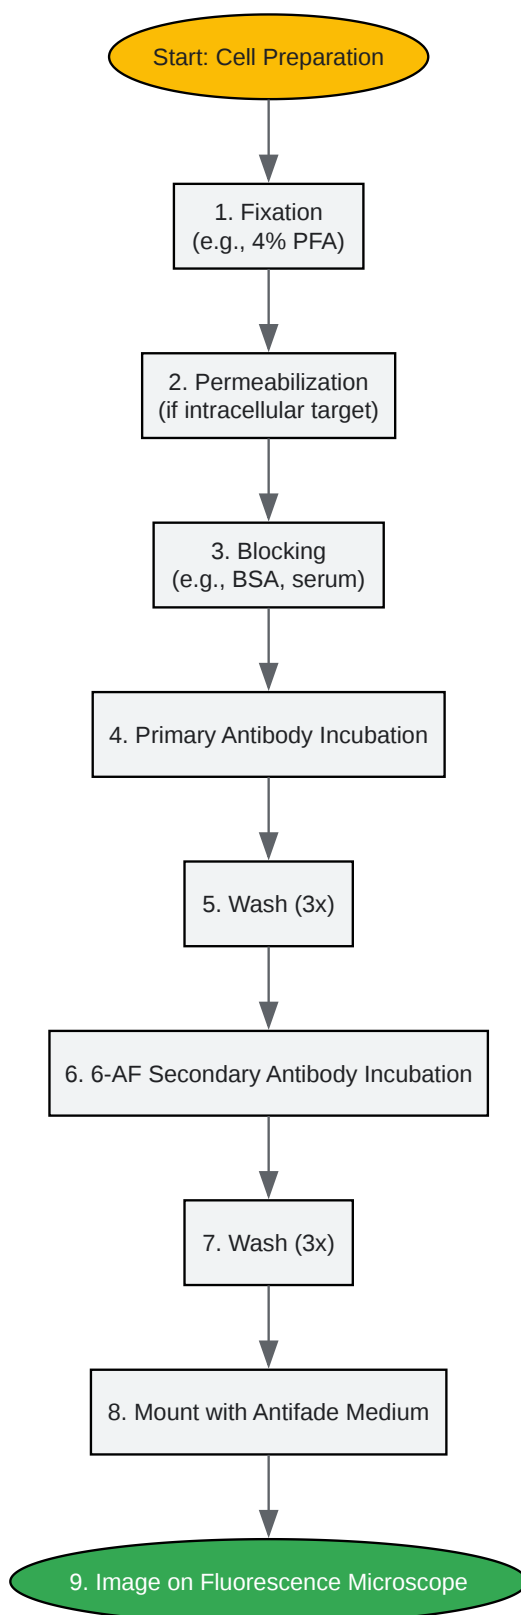 Start: Cell Preparation
1. Fixation
(e.g., 4% PFA)
2. Permeabilization
(if intracellular target)
3. Blocking
(e.g., BSA, serum)
4. Primary Antibody Incubation
5. Wash (3x)
6. 6-AF Secondary Antibody Incubation
7. Wash (3x)
8. Mount with Antifade Medium
9. Image on Fluorescence Microscope